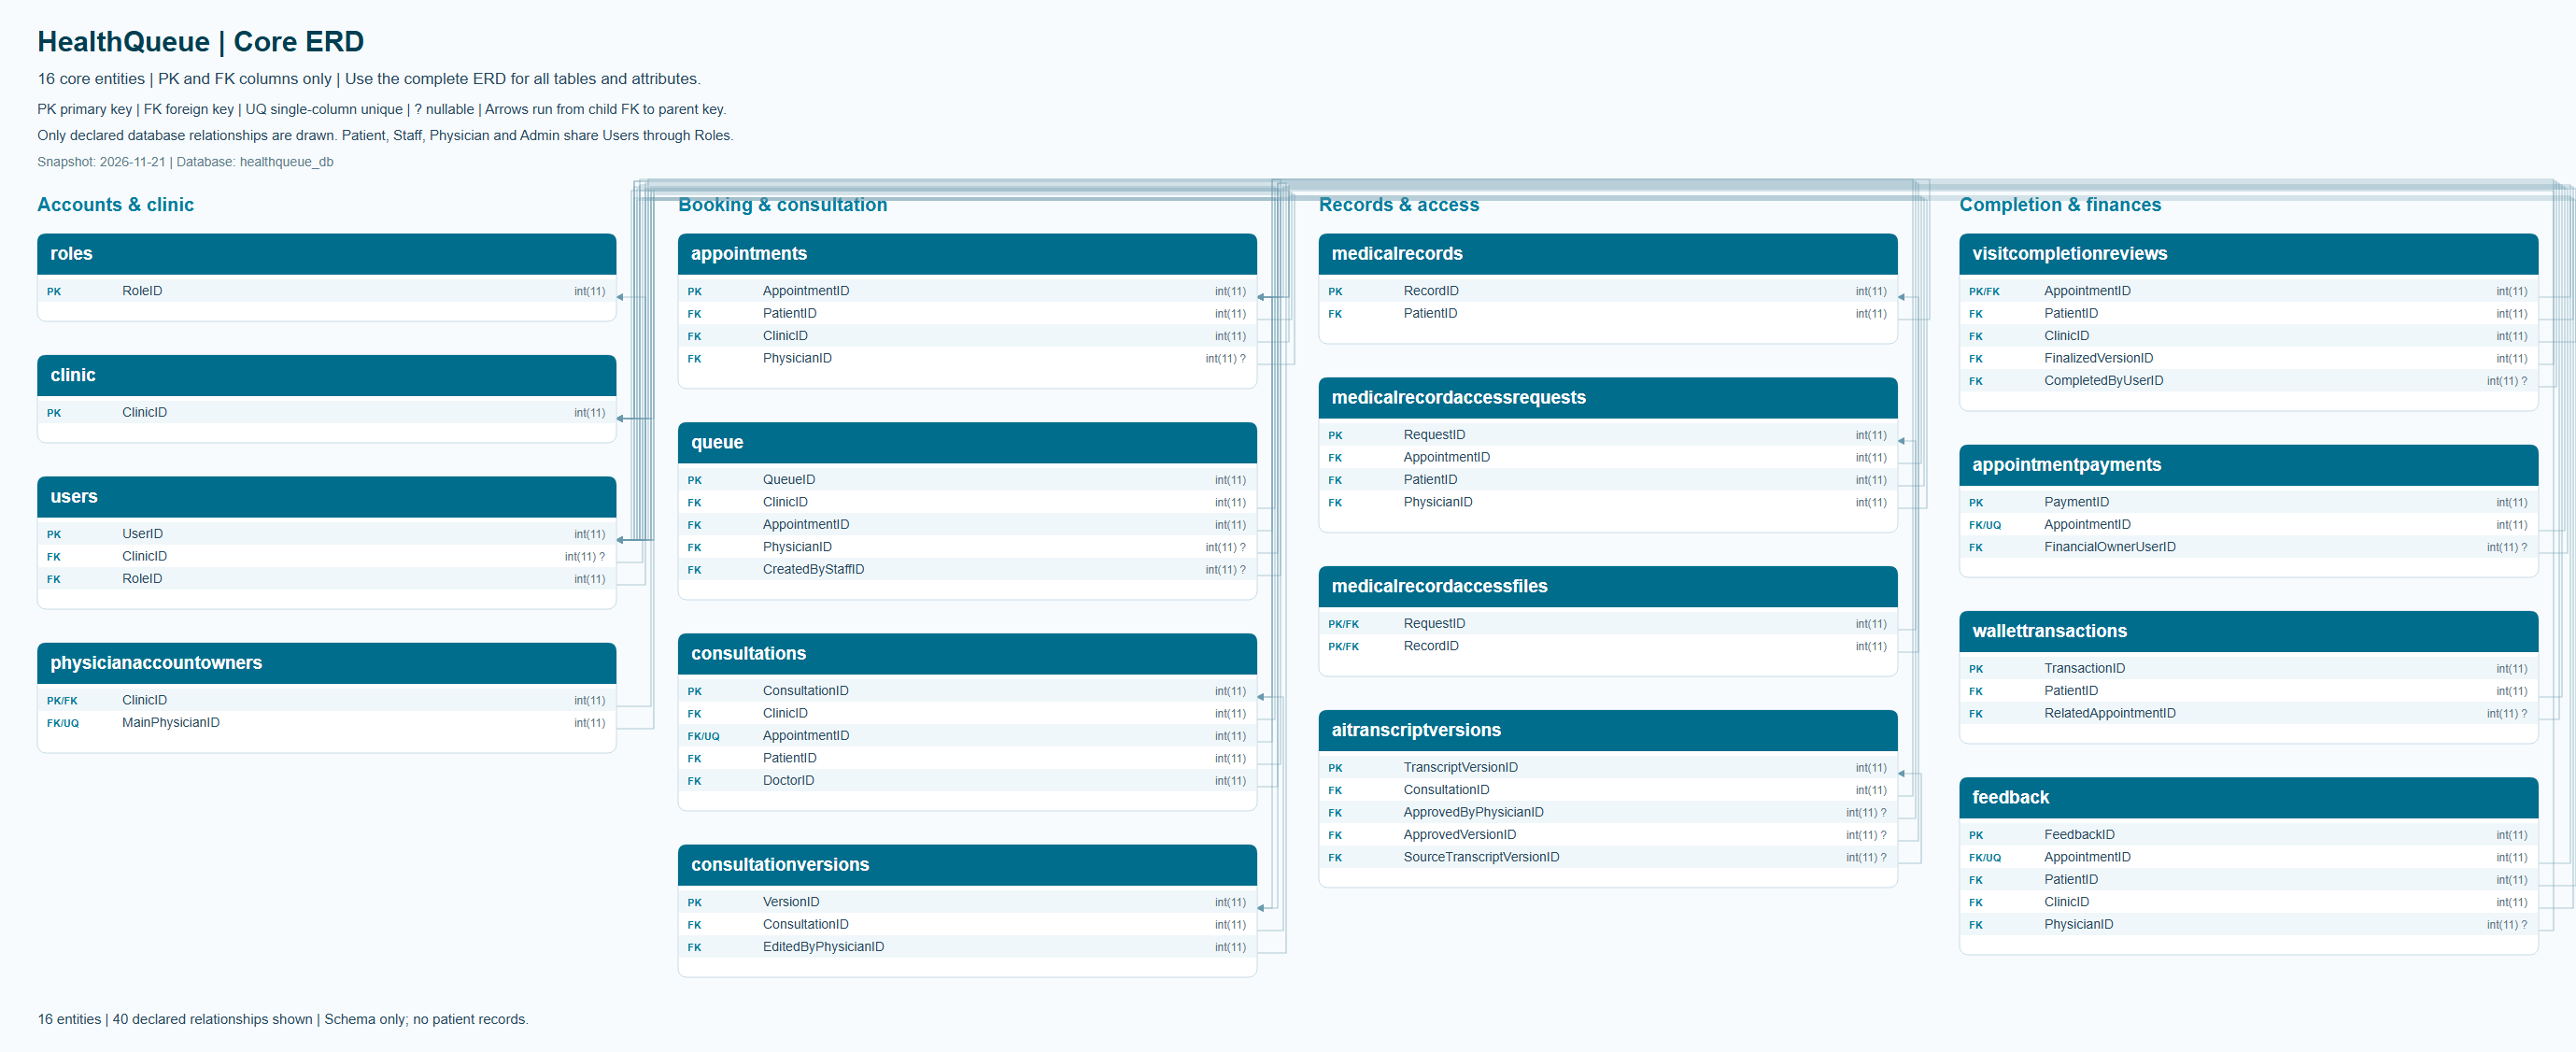 HealthQueue | Core ERD
16 core entities | PK and FK columns only | Use the complete ERD for all tables and attributes.
PK primary key | FK foreign key | UQ single-column unique | ? nullable | Arrows run from child FK to parent key.
Only declared database relationships are drawn. Patient, Staff, Physician and Admin share Users through Roles.
Snapshot: 2026-11-21 | Database: healthqueue_db
Accounts & clinic
roles
PK RoleID int(11)
clinic
PK ClinicID int(11)
users
PK UserID int(11)
FK ClinicID int(11) ?
FK RoleID int(11)
physicianaccountowners
PK/FK ClinicID int(11)
FK/UQ MainPhysicianID int(11)
Booking & consultation
appointments
PK AppointmentID int(11)
FK PatientID int(11)
FK ClinicID int(11)
FK PhysicianID int(11) ?
queue
PK QueueID int(11)
FK ClinicID int(11)
FK AppointmentID int(11)
FK PhysicianID int(11) ?
FK CreatedByStaffID int(11) ?
consultations
PK ConsultationID int(11)
FK ClinicID int(11)
FK/UQ AppointmentID int(11)
FK PatientID int(11)
FK DoctorID int(11)
consultationversions
PK VersionID int(11)
FK ConsultationID int(11)
FK EditedByPhysicianID int(11)
Records & access
medicalrecords
PK RecordID int(11)
FK PatientID int(11)
medicalrecordaccessrequests
PK RequestID int(11)
FK AppointmentID int(11)
FK PatientID int(11)
FK PhysicianID int(11)
medicalrecordaccessfiles
PK/FK RequestID int(11)
PK/FK RecordID int(11)
aitranscriptversions
PK TranscriptVersionID int(11)
FK ConsultationID int(11)
FK ApprovedByPhysicianID int(11) ?
FK ApprovedVersionID int(11) ?
FK SourceTranscriptVersionID int(11) ?
Completion & finances
visitcompletionreviews
PK/FK AppointmentID int(11)
FK PatientID int(11)
FK ClinicID int(11)
FK FinalizedVersionID int(11)
FK CompletedByUserID int(11) ?
appointmentpayments
PK PaymentID int(11)
FK/UQ AppointmentID int(11)
FK FinancialOwnerUserID int(11) ?
wallettransactions
PK TransactionID int(11)
FK PatientID int(11)
FK RelatedAppointmentID int(11) ?
feedback
PK FeedbackID int(11)
FK/UQ AppointmentID int(11)
FK PatientID int(11)
FK ClinicID int(11)
FK PhysicianID int(11) ?
16 entities | 40 declared relationships shown | Schema only; no patient records.